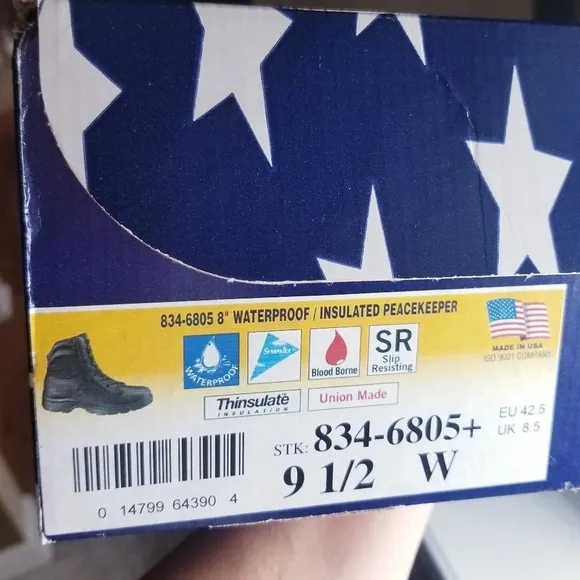 834-6805 8" WATERPROOF / INSULATED PEACEKEEPER
WATERPROOF
SympaTex
Blood Borne
SR
Slip
Resisting
MADE IN USA
ISO 9001 COMPANY
Thinsulate
INSULATION
Union Made
STK: 834-6805+
9 1/2 W
EU 42.5
UK 8.5
0 14799 64390 4